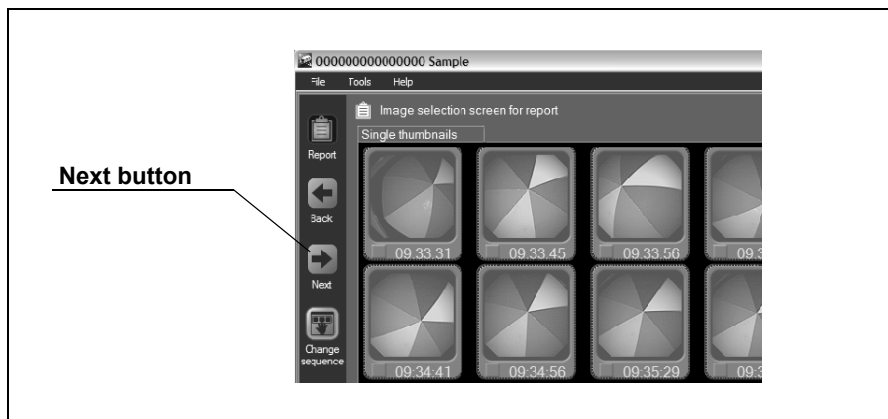 000000000000000 Sample
File Tools Help
Image selection screen for report
Single thumbnails
Report
Next button
Back
Next
Change
sequence
09.33.31 09.33.45 09.33.56
09:34:41 09:34:56 09:35:29